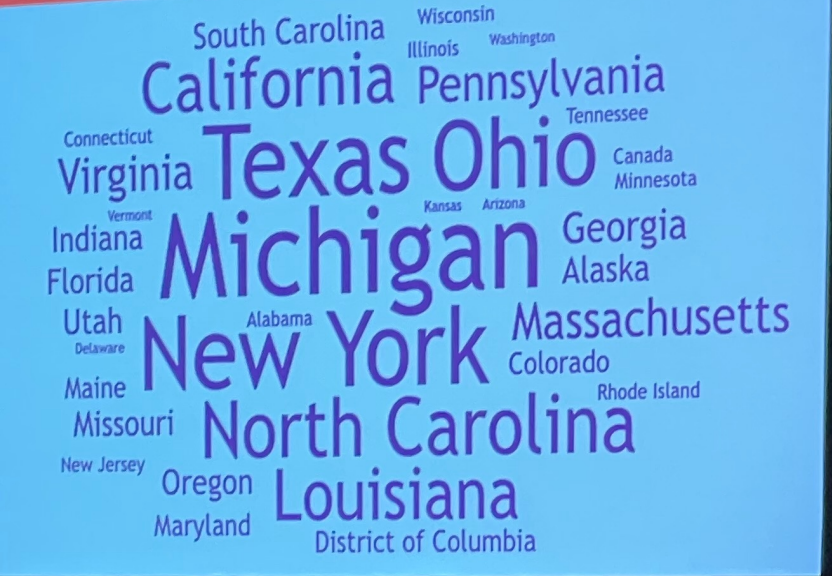 South Carolina
Wisconsin
Illinois
Washington
California
Pennsylvania
Tennessee
Connecticut
Virginia
Texas
Ohio
Canada
Minnesota
Vermont
Kansas
Arizona
Indiana
Michigan
Georgia
Florida
Alaska
Utah
Alabama
Massachusetts
Delaware
New York
Colorado
Maine
Rhode Island
Missouri
North Carolina
New Jersey
Oregon
Louisiana
Maryland
District of Columbia